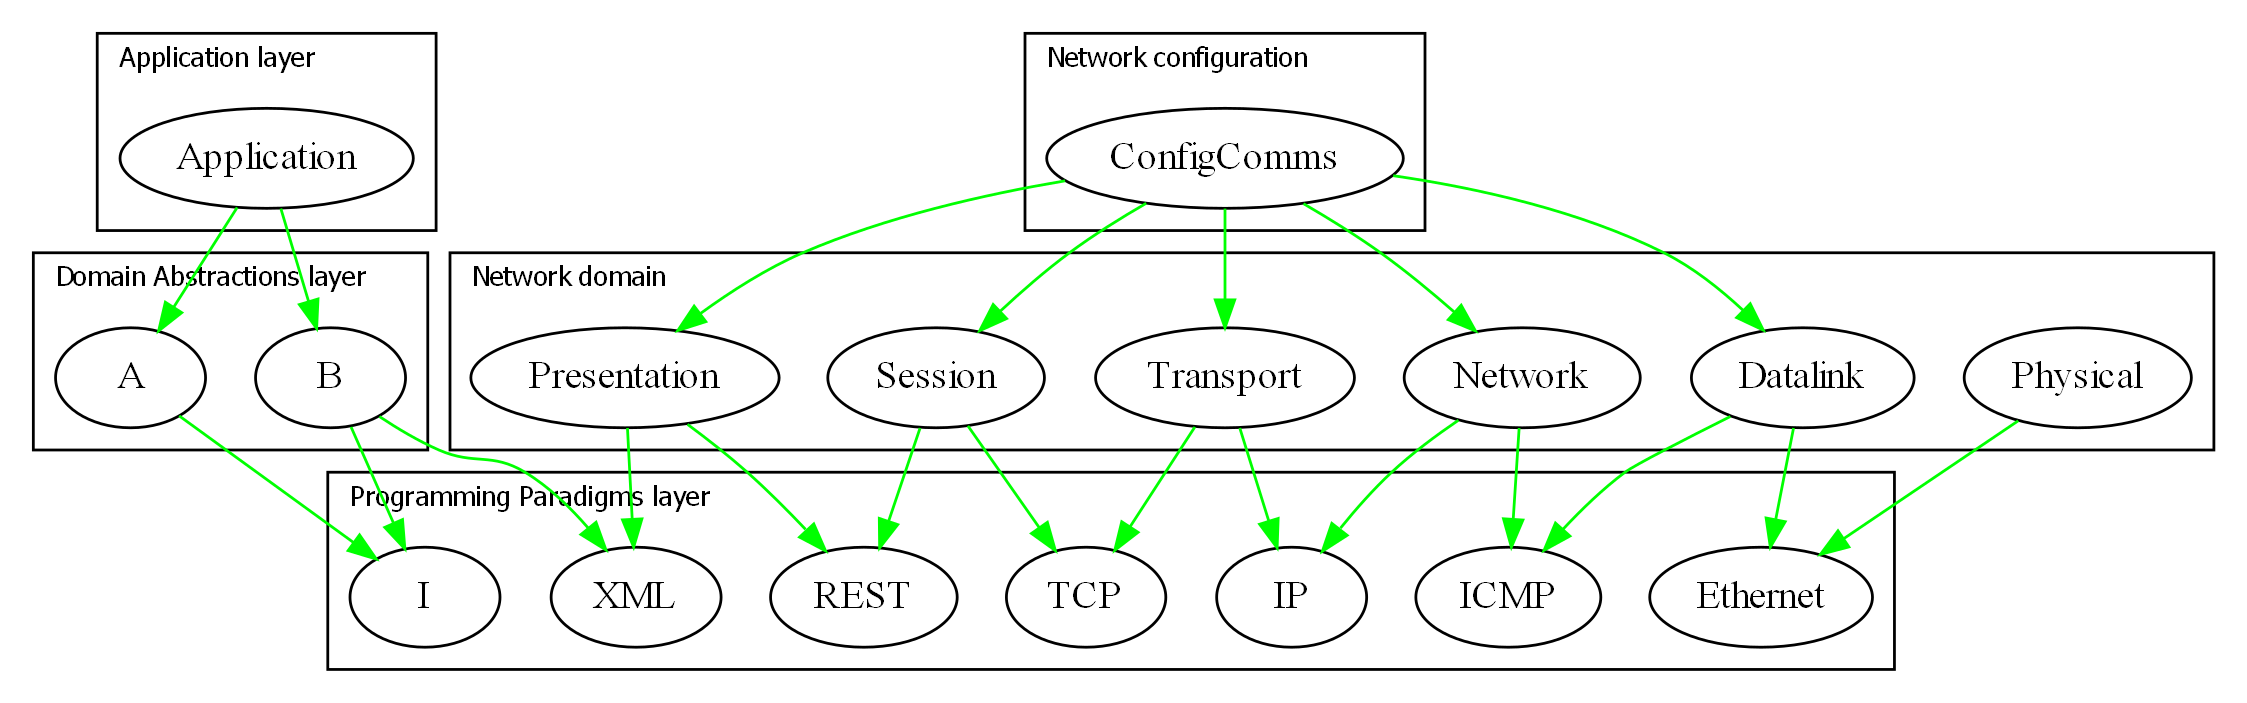 Application layer
Application
Network configuration
ConfigComms
Domain Abstractions layer
A
B
Network domain
Presentation
Session
Transport
Network
Datalink
Physical
Programming Paradigms layer
I
XML
REST
TCP
IP
ICMP
Ethernet